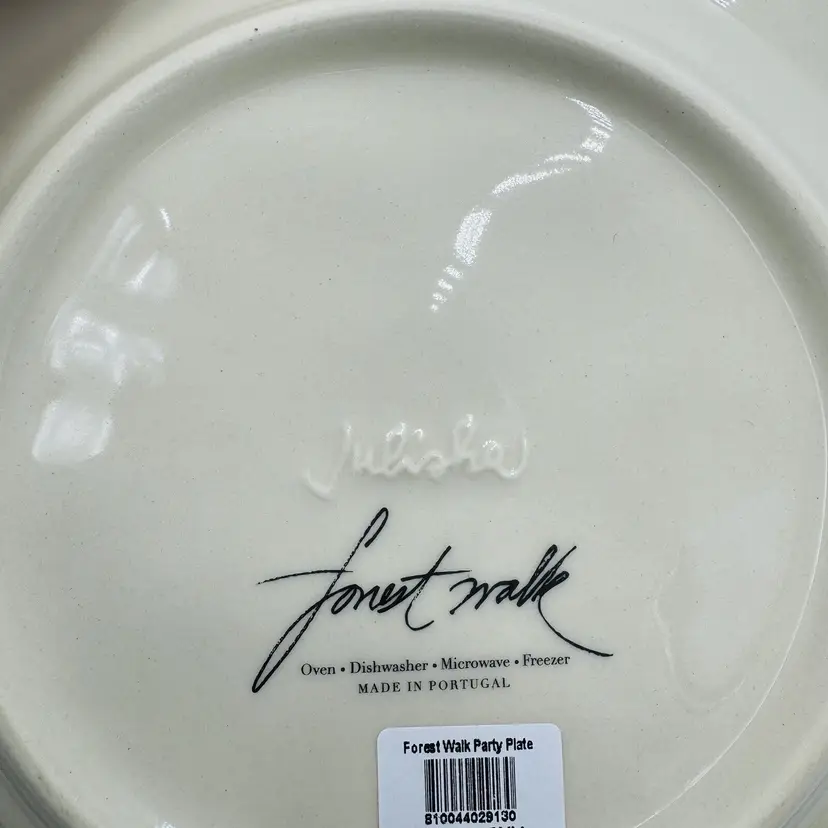 Juliska
forest walk
Oven • Dishwasher • Microwave • Freezer
MADE IN PORTUGAL
Forest Walk Party Plate
810044029130